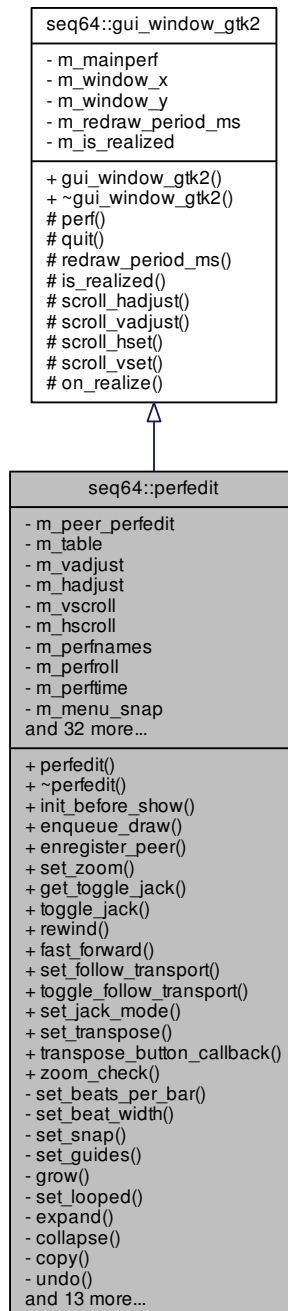 seq64::gui_window_gtk2
- m_mainperf
- m_window_x
- m_window_y
- m_redraw_period_ms
- m_is_realized
+ gui_window_gtk2()
+ ~gui_window_gtk2()
# perf()
# quit()
# redraw_period_ms()
# is_realized()
# scroll_hadjust()
# scroll_vadjust()
# scroll_hset()
# scroll_vset()
# on_realize()
seq64::perfedit
- m_peer_perfedit
- m_table
- m_vadjust
- m_hadjust
- m_vscroll
- m_hscroll
- m_perfnames
- m_perfroll
- m_perftime
- m_menu_snap
and 32 more...
+ perfedit()
+ ~perfedit()
+ init_before_show()
+ enqueue_draw()
+ enregister_peer()
+ set_zoom()
+ get_toggle_jack()
+ toggle_jack()
+ rewind()
+ fast_forward()
+ set_follow_transport()
+ toggle_follow_transport()
+ set_jack_mode()
+ set_transpose()
+ transpose_button_callback()
+ zoom_check()
- set_beats_per_bar()
- set_beat_width()
- set_snap()
- set_guides()
- grow()
- set_looped()
- expand()
- collapse()
- copy()
- undo()
and 13 more...